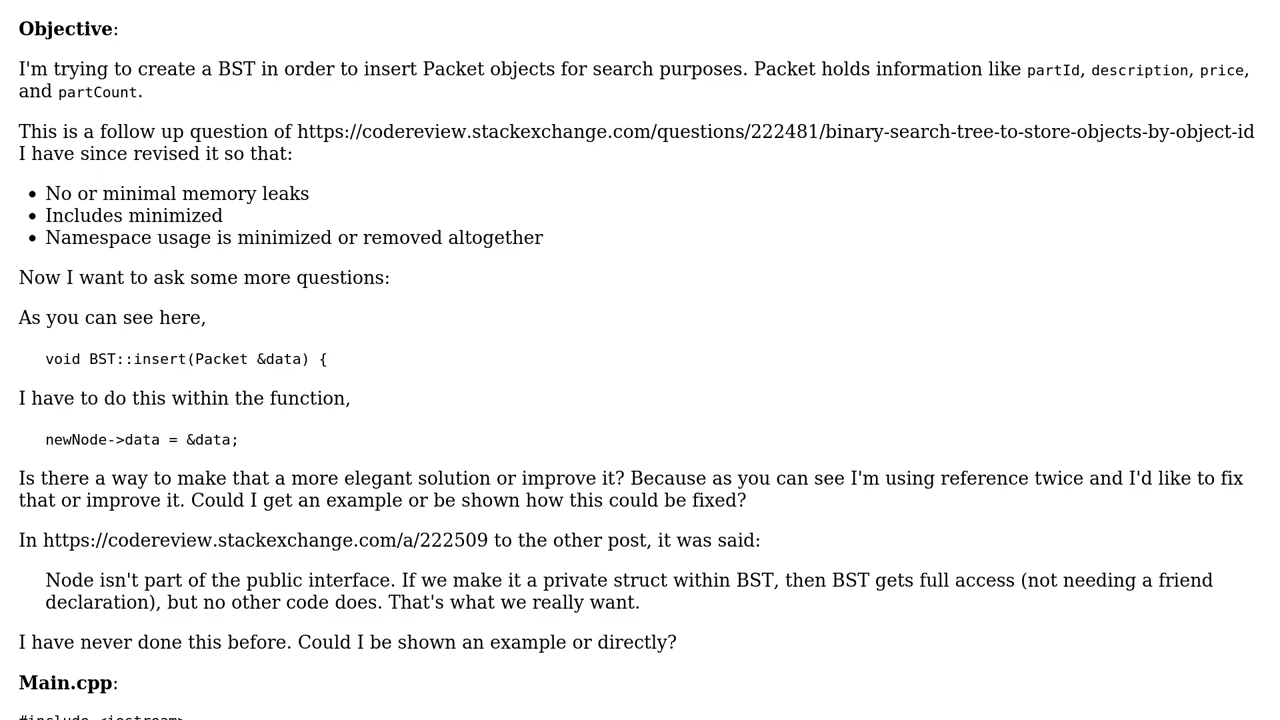 Objective:
I'm trying to create a BST in order to insert Packet objects for search purposes. Packet holds information like partId, description, price,
and partCount.
This is a follow up question of https://codereview.stackexchange.com/questions/222481/binary-search-tree-to-store-objects-by-object-id
I have since revised it so that:
• No or minimal memory leaks
• Includes minimized
• Namespace usage is minimized or removed altogether
Now I want to ask some more questions:
As you can see here,
void BST::insert(Packet &data) {
I have to do this within the function,
newNode->data = &data;
Is there a way to make that a more elegant solution or improve it? Because as you can see I'm using reference twice and I'd like to fix
that or improve it. Could I get an example or be shown how this could be fixed?
In https://codereview.stackexchange.com/a/222509 to the other post, it was said:
Node isn't part of the public interface. If we make it a private struct within BST, then BST gets full access (not needing a friend
declaration), but no other code does. That's what we really want.
I have never done this before. Could I be shown an example or directly?
Main.cpp:
#include <iostream>